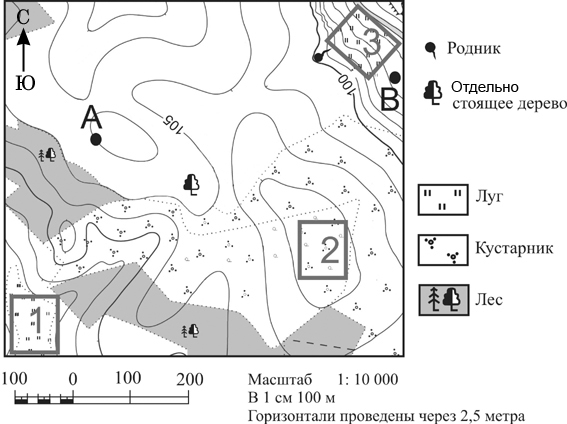 С
Ю
А
В
105
100
1
2
3
Родник
Отдельно
стоящее дерево
Луг
Кустарник
Лес
100 0 100 200
Масштаб 1: 10 000
В 1 см 100 м
Горизонтали проведены через 2,5 метра